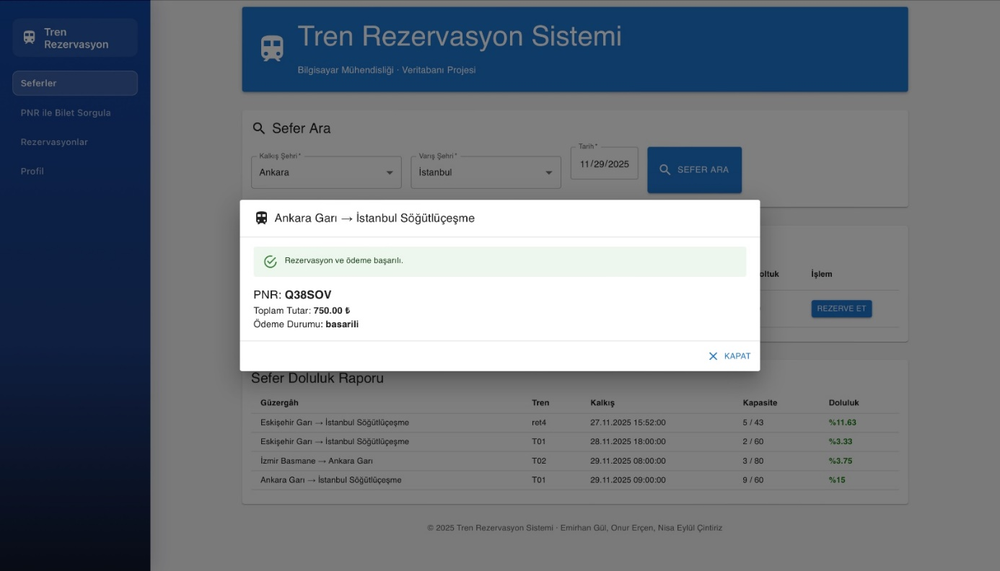 Tren
Rezervasyon
Seferler
PNR ile Bilet Sorgula
Rezervasyonlar
Profil
Tren Rezervasyon Sistemi
Bilgisayar Mühendisliği · Veritabanı Projesi
Sefer Ara
Kalkış Şehri *
Ankara
Varış Şehri *
İstanbul
Tarih *
11/29/2025
SEFER ARA
Ankara Garı → İstanbul Söğütlüçeşme
Rezervasyon ve ödeme başarılı.
PNR: Q38SOV
Toplam Tutar: 750.00 ₺
Ödeme Durumu: basarili
KAPAT
İşlem
REZERVE ET
Sefer Doluluk Raporu
Güzergâh Tren Kalkış Kapasite Doluluk
Eskişehir Garı → İstanbul Söğütlüçeşme ret4 27.11.2025 15:52:00 5 / 43 %11.63
Eskişehir Garı → İstanbul Söğütlüçeşme T01 28.11.2025 18:00:00 2 / 60 %3.33
İzmir Basmane → Ankara Garı T02 29.11.2025 08:00:00 3 / 80 %3.75
Ankara Garı → İstanbul Söğütlüçeşme T01 29.11.2025 09:00:00 9 / 60 %15
© 2025 Tren Rezervasyon Sistemi · Emirhan Gül, Onur Erçen, Nisa Eylül Çintiriz